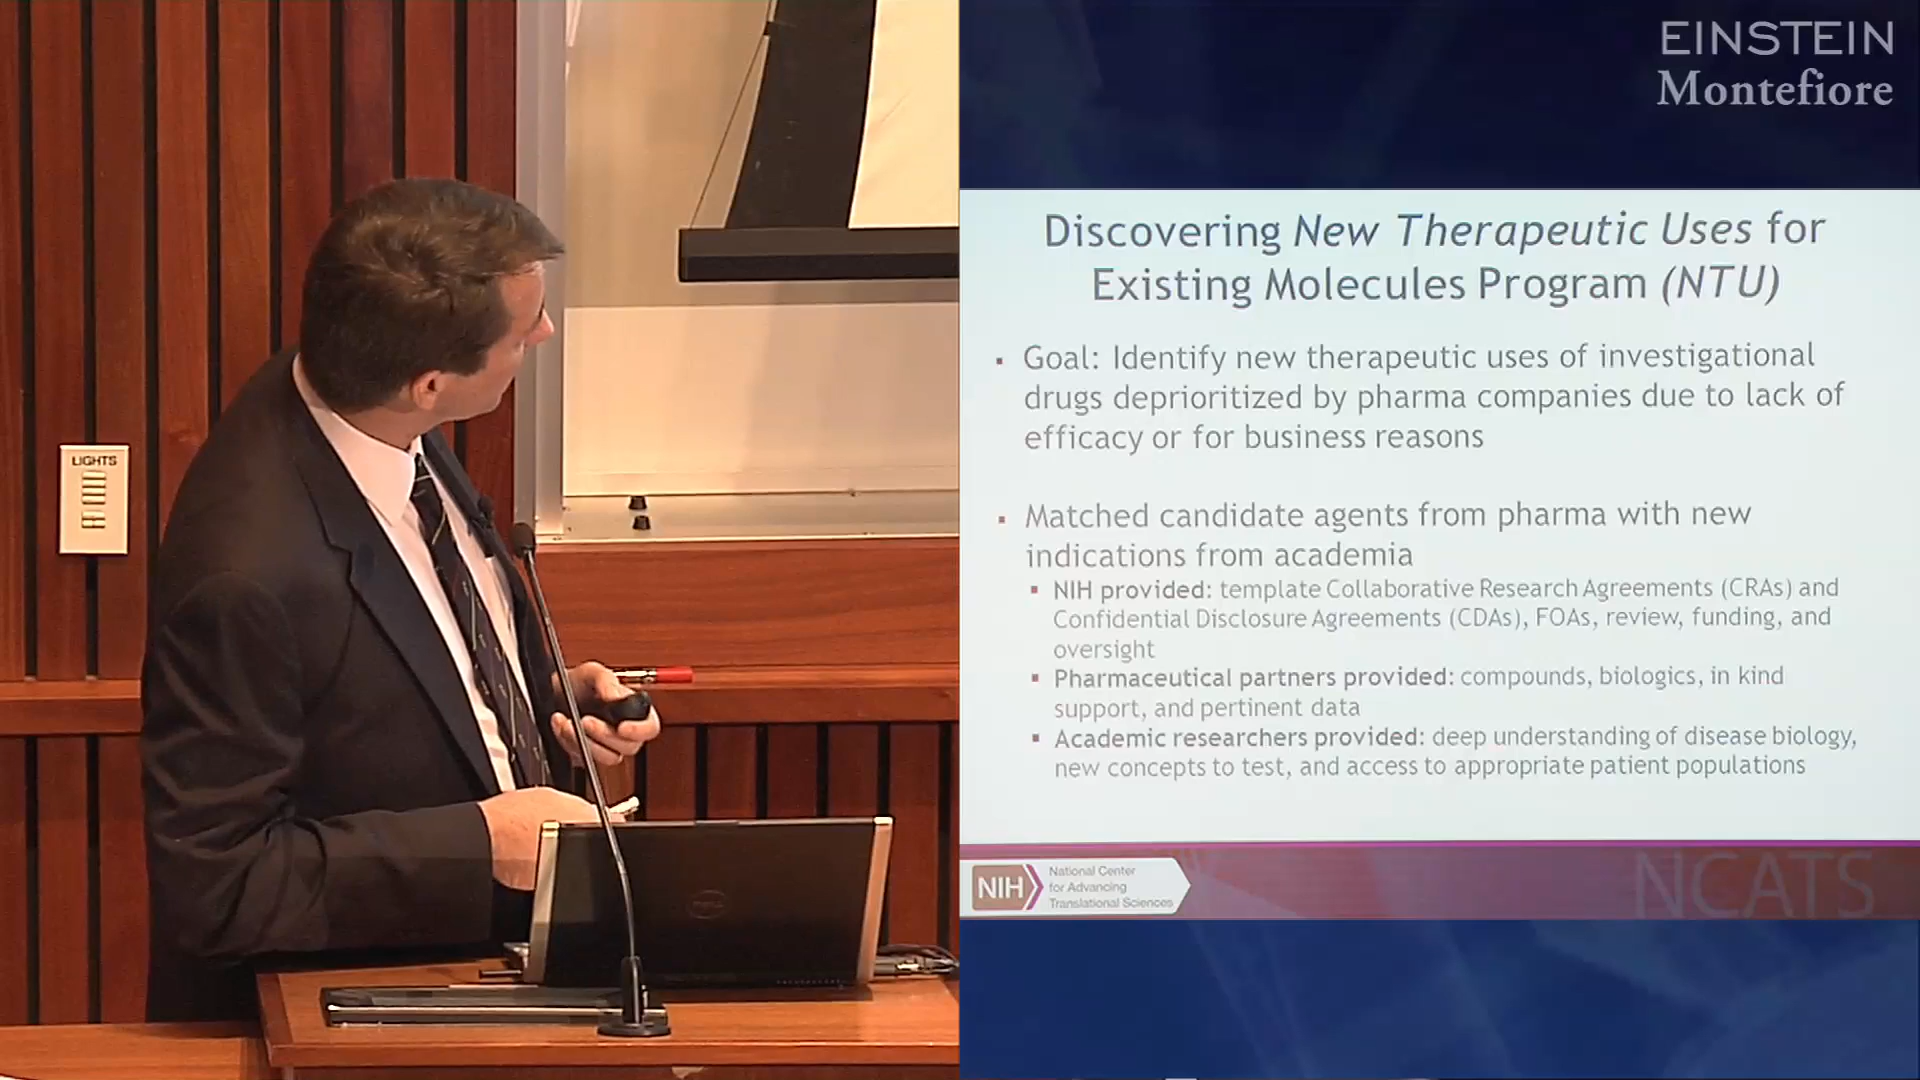 LIGHTS
EINSTEIN
Montefiore
Discovering New Therapeutic Uses for
Existing Molecules Program (NTU)
▪ Goal: Identify new therapeutic uses of investigational
drugs deprioritized by pharma companies due to lack of
efficacy or for business reasons
▪ Matched candidate agents from pharma with new
indications from academia
▪ NIH provided: template Collaborative Research Agreements (CRAs) and
Confidential Disclosure Agreements (CDAs), FOAs, review, funding, and
oversight
▪ Pharmaceutical partners provided: compounds, biologics, in kind
support, and pertinent data
▪ Academic researchers provided: deep understanding of disease biology,
new concepts to test, and access to appropriate patient populations
NIH
National Center
for Advancing
Translational Sciences
NCATS
DELL